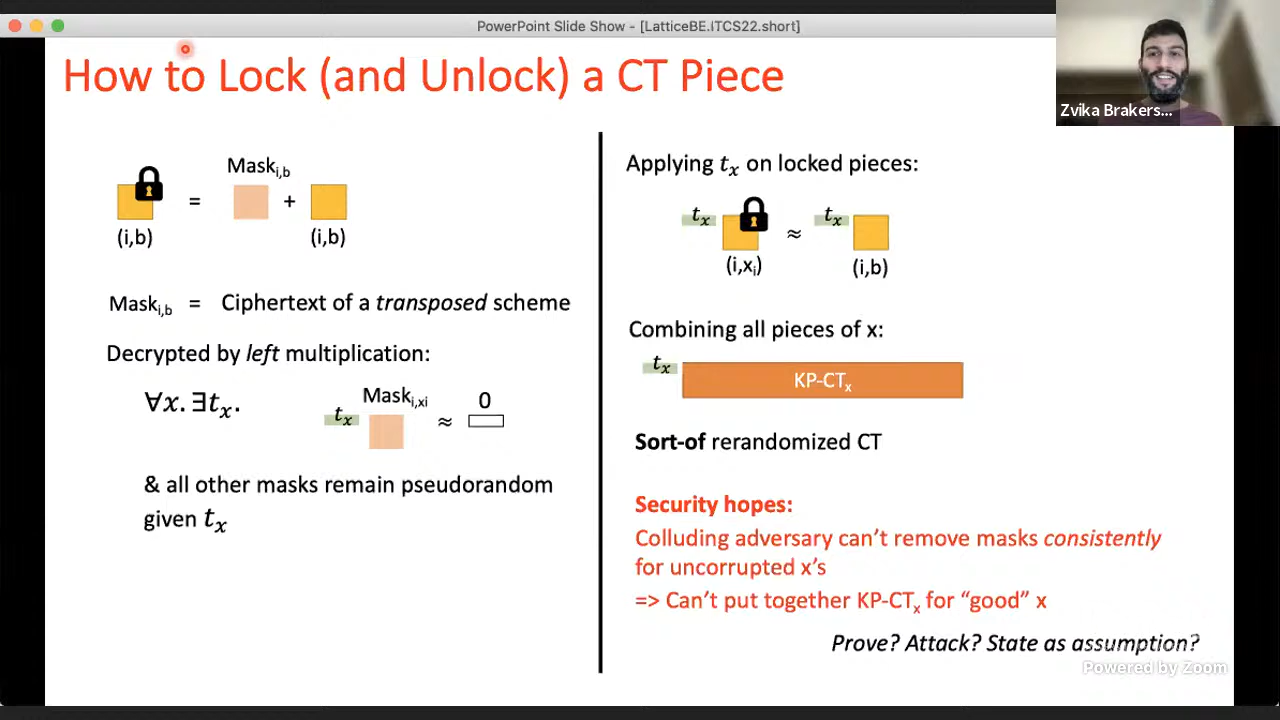 PowerPoint Slide Show - [LatticeBE.ITCS22.short]
Zvika Brakers...
How to Lock (and Unlock) a CT Piece
Mask i,b
= +
(i,b) (i,b)
Mask i,b = Ciphertext of a transposed scheme
Decrypted by left multiplication:
∀x. ∃t_x.
Mask i,xi 0
t_x ≈
& all other masks remain pseudorandom
given t_x
Applying t_x on locked pieces:
t_x ≈ t_x
(i,x_i) (i,b)
Combining all pieces of x:
t_x
KP-CT_x
Sort-of rerandomized CT
Security hopes:
Colluding adversary can't remove masks consistently
for uncorrupted x's
=> Can't put together KP-CT_x for "good" x
Prove? Attack? State as assumption?
Powered by Zoom